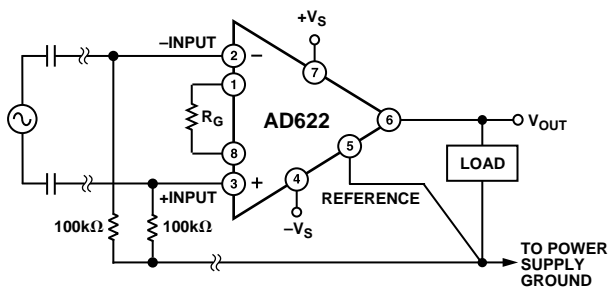 +VS
–INPUT
2
–
7
1
RG
AD622
6
VOUT
8
5
LOAD
3
+
4
+INPUT
REFERENCE
–VS
100kΩ
100kΩ
TO POWER
SUPPLY
GROUND